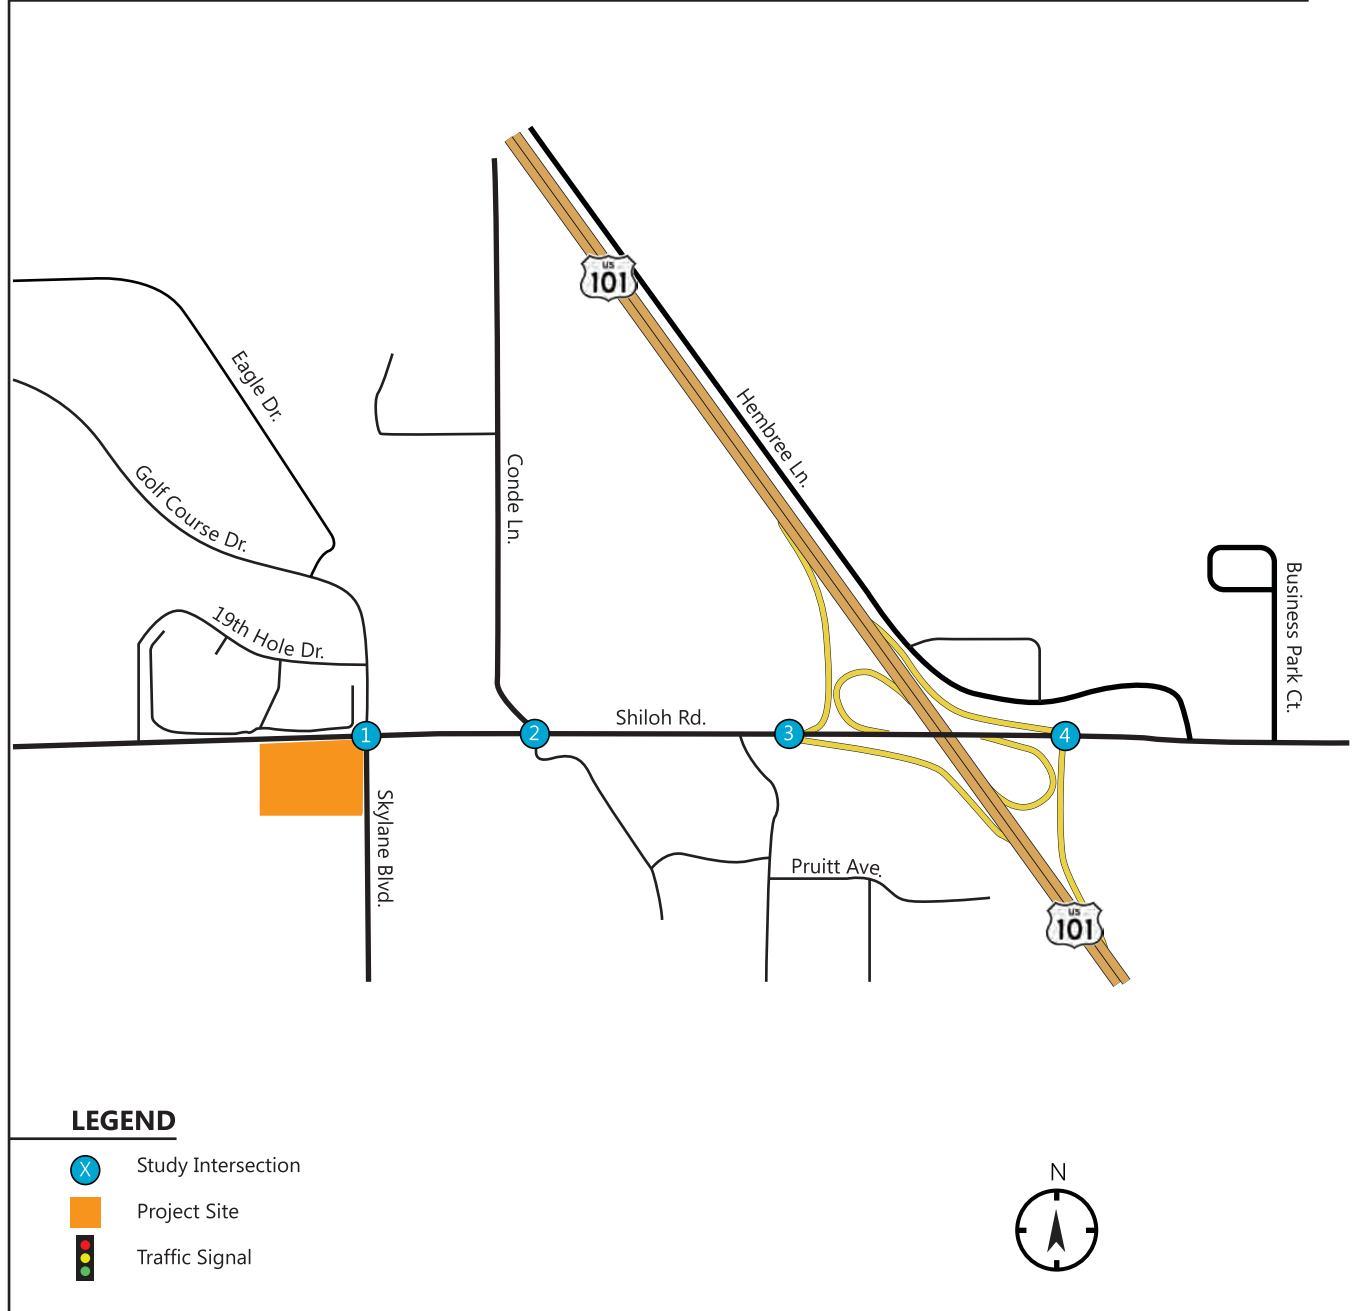 US
101
Eagle Dr.
Hembree Ln.
Golf Course Dr.
Conde Ln.
19th Hole Dr.
Business Park Ct.
Shiloh Rd.
1
2
3
4
Skylane Blvd.
Pruitt Ave.
US
101
LEGEND
X Study Intersection
Project Site
Traffic Signal
N